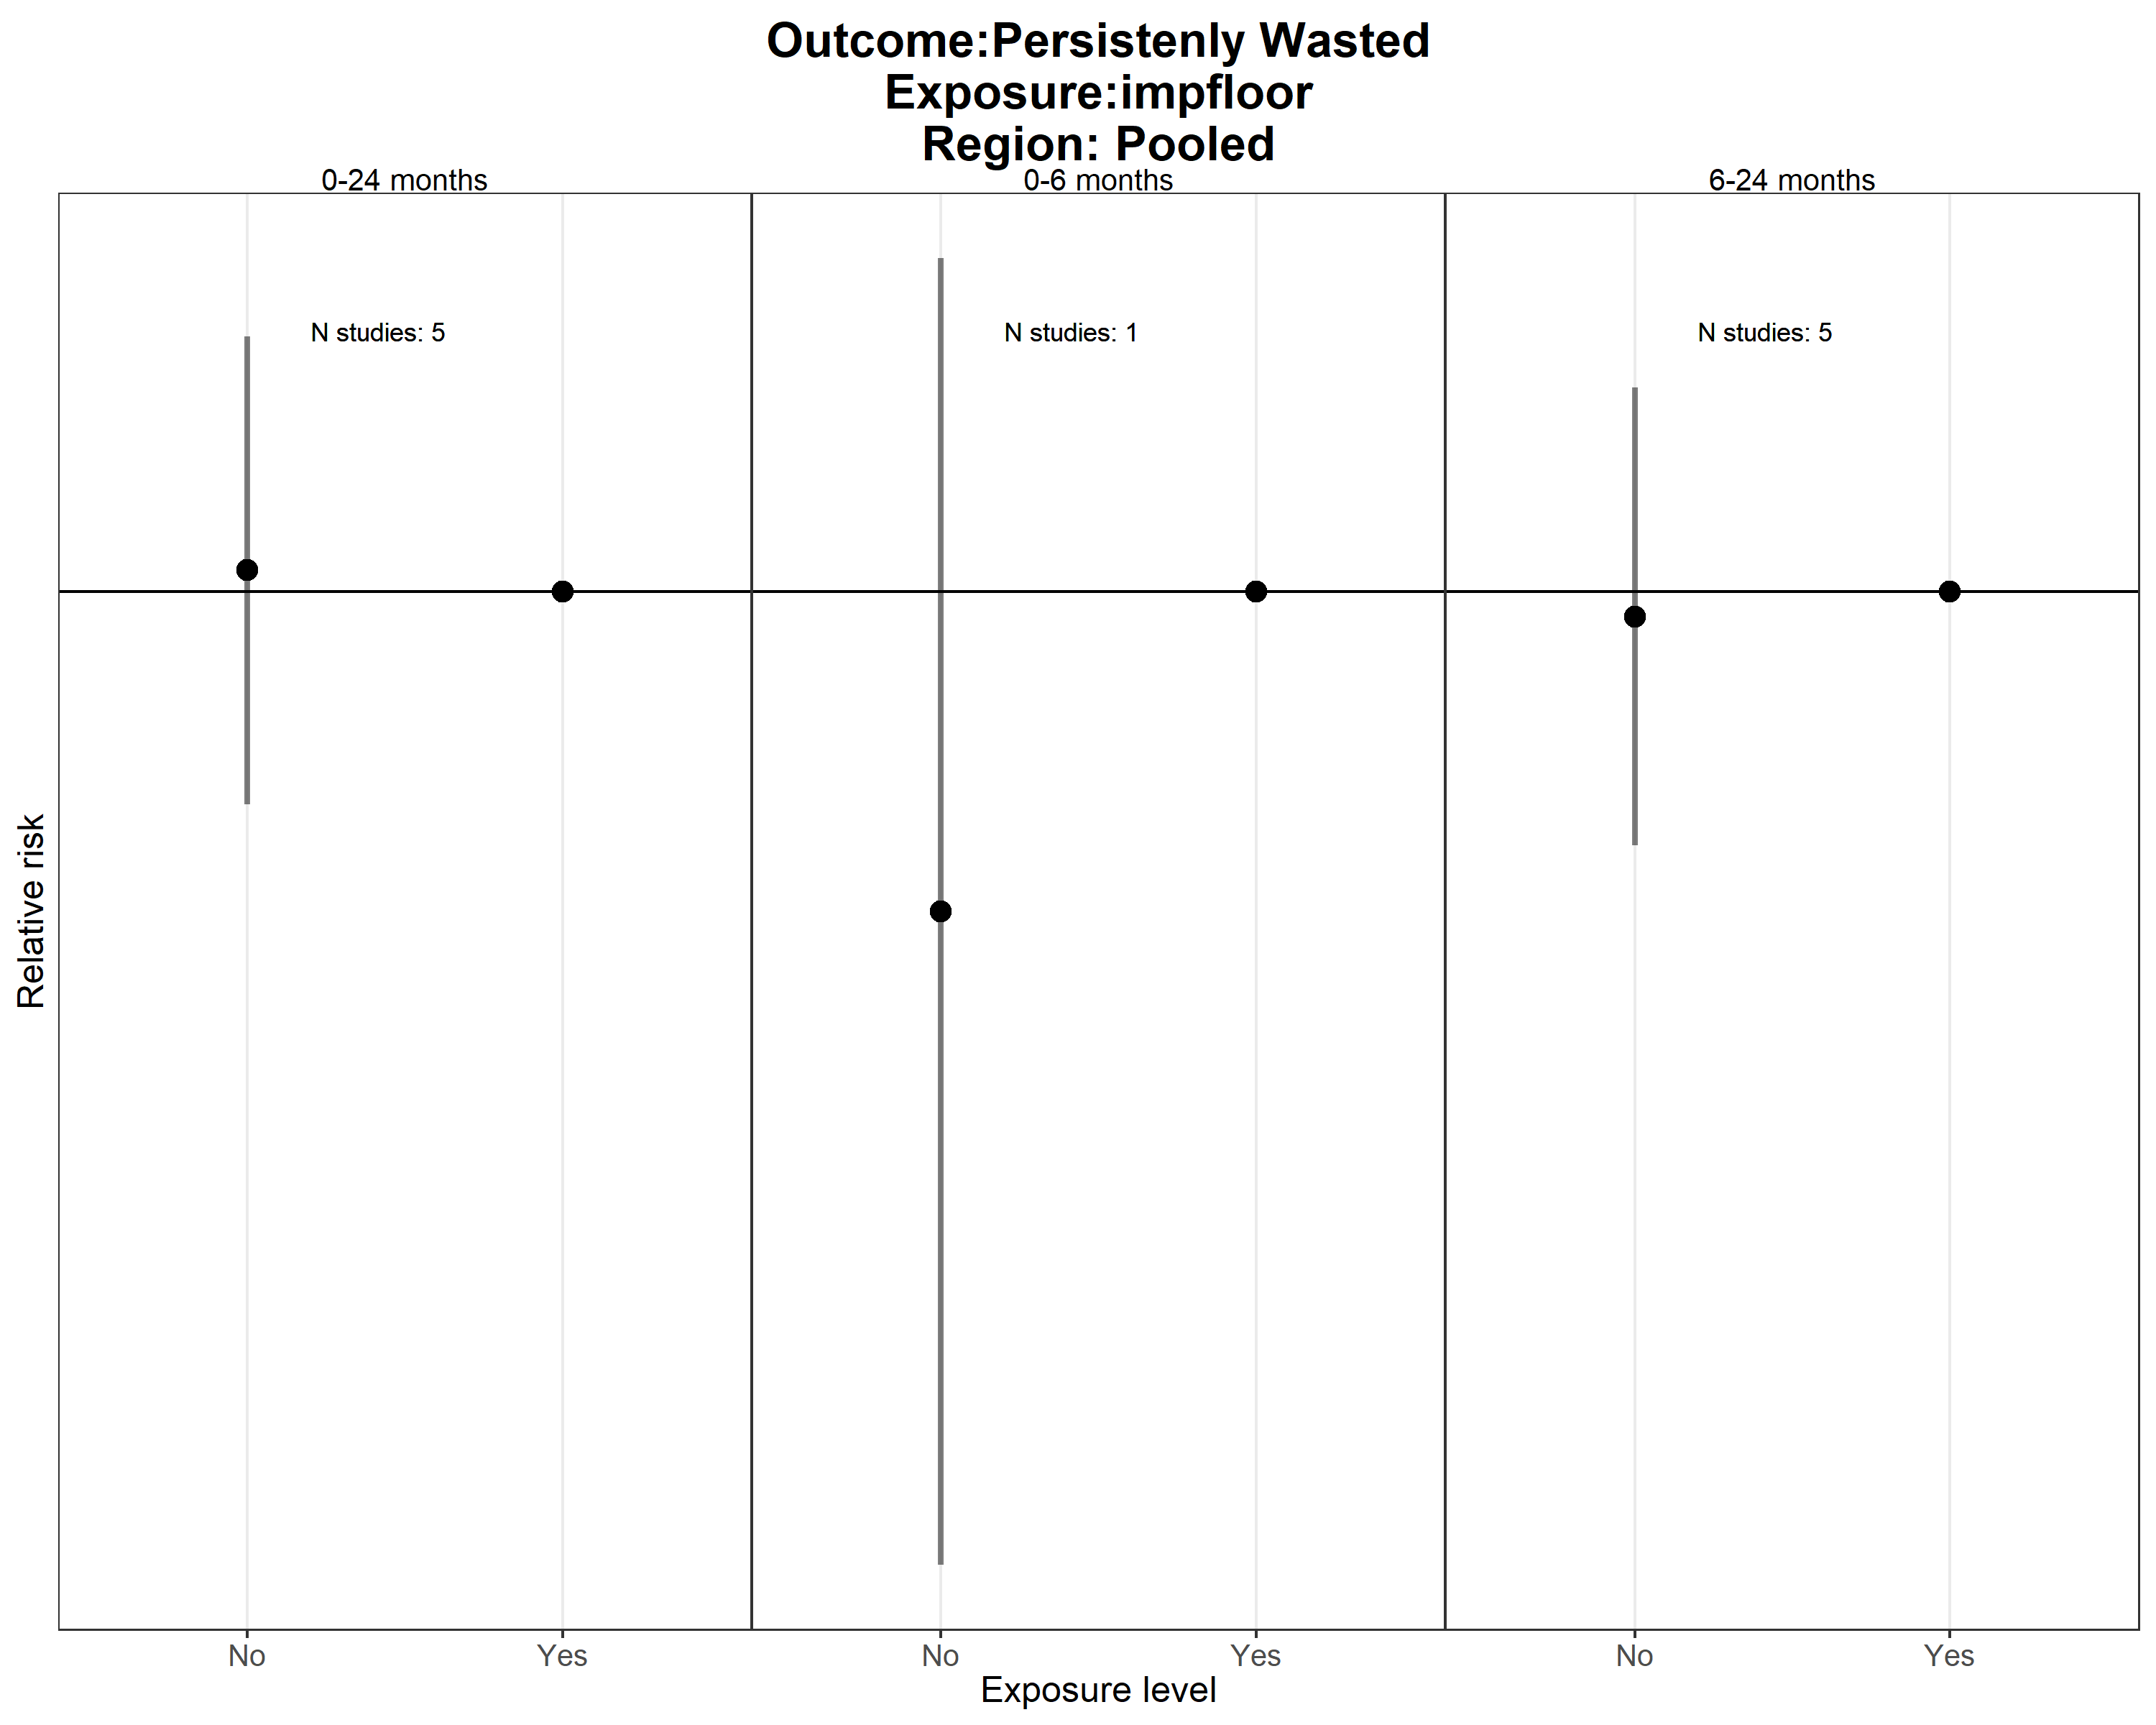 Outcome:Persistenly Wasted
Exposure:impfloor
Region: Pooled
0-24 months
0-6 months
6-24 months
N studies: 5
N studies: 1
N studies: 5
Relative risk
No
Yes
No
Yes
No
Yes
Exposure level